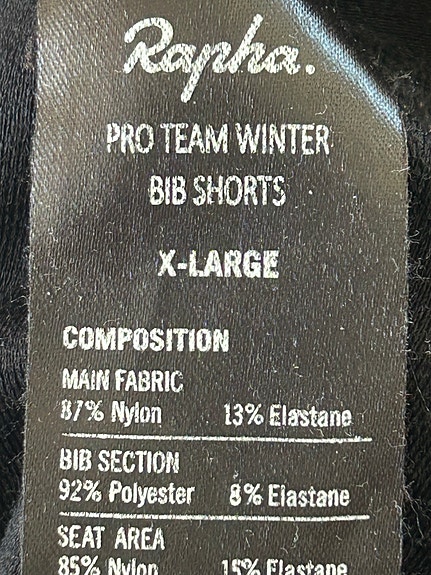 Rapha.
PRO TEAM WINTER
BIB SHORTS
X-LARGE
COMPOSITION
MAIN FABRIC
87% Nylon 13% Elastane
BIB SECTION
92% Polyester 8% Elastane
SEAT AREA
85% Nylon 15% Elastane